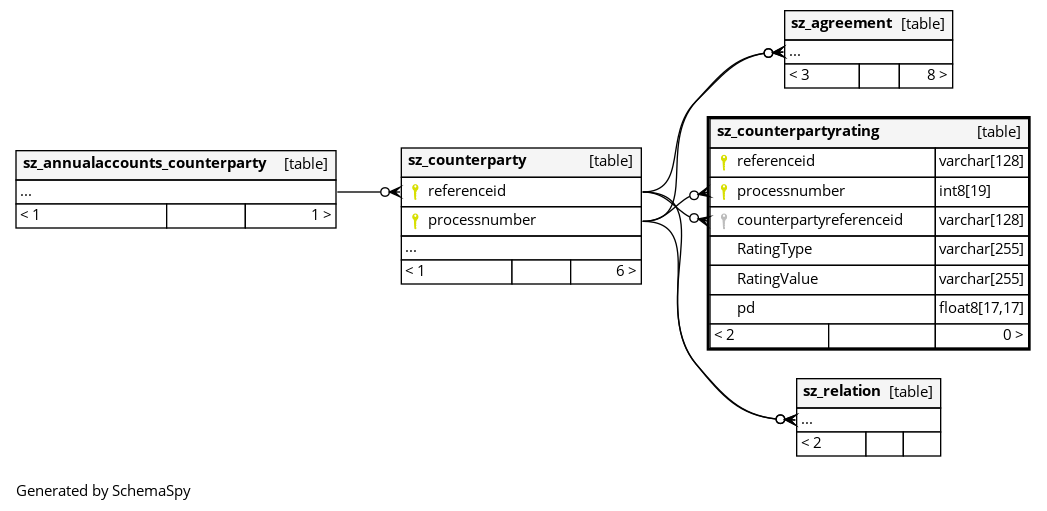 sz_agreement [table]
...
< 3 8 >
sz_counterpartyrating [table]
referenceid varchar[128]
processnumber int8[19]
counterpartyreferenceid varchar[128]
RatingType varchar[255]
RatingValue varchar[255]
pd float8[17,17]
< 2 0 >
sz_annualaccounts_counterparty [table]
...
< 1 1 >
sz_counterparty [table]
referenceid
processnumber
...
< 1 6 >
sz_relation [table]
...
< 2
Generated by SchemaSpy